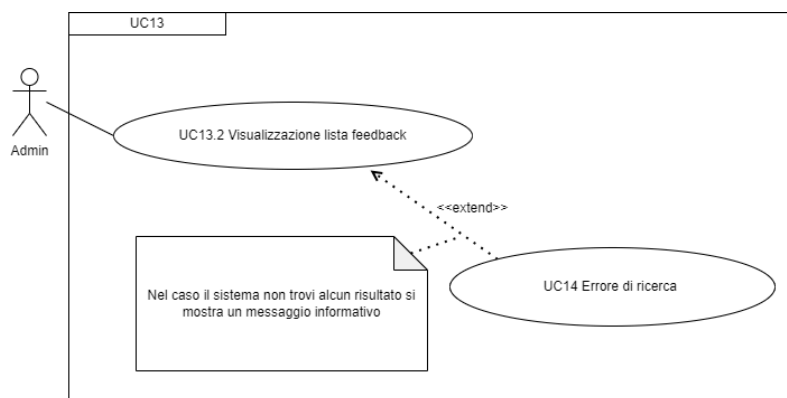 UC13
Admin
UC13.2 Visualizzazione lista feedback
<<extend>>
Nel caso il sistema non trovi alcun risultato si
mostra un messaggio informativo
UC14 Errore di ricerca